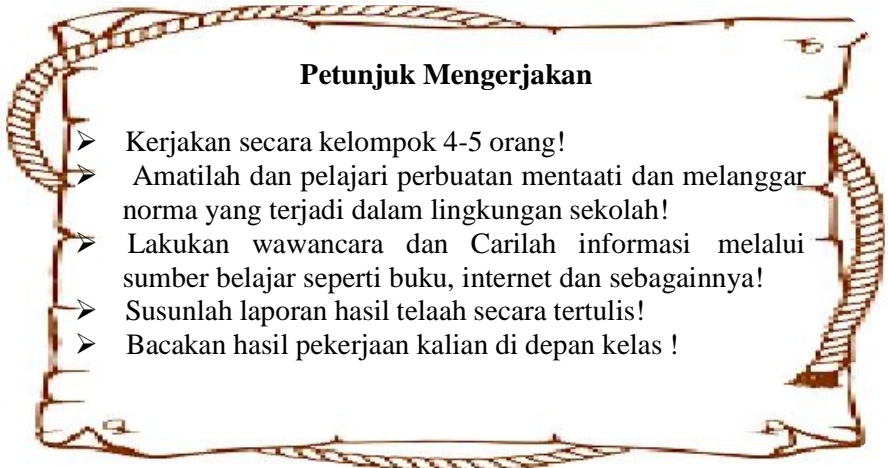 Petunjuk Mengerjakan
➢ Kerjakan secara kelompok 4-5 orang!
➢ Amatilah dan pelajari perbuatan mentaati dan melanggar
norma yang terjadi dalam lingkungan sekolah!
➢ Lakukan wawancara dan Carilah informasi melalui
sumber belajar seperti buku, internet dan sebagainnya!
➢ Susunlah laporan hasil telaah secara tertulis!
➢ Bacakan hasil pekerjaan kalian di depan kelas !